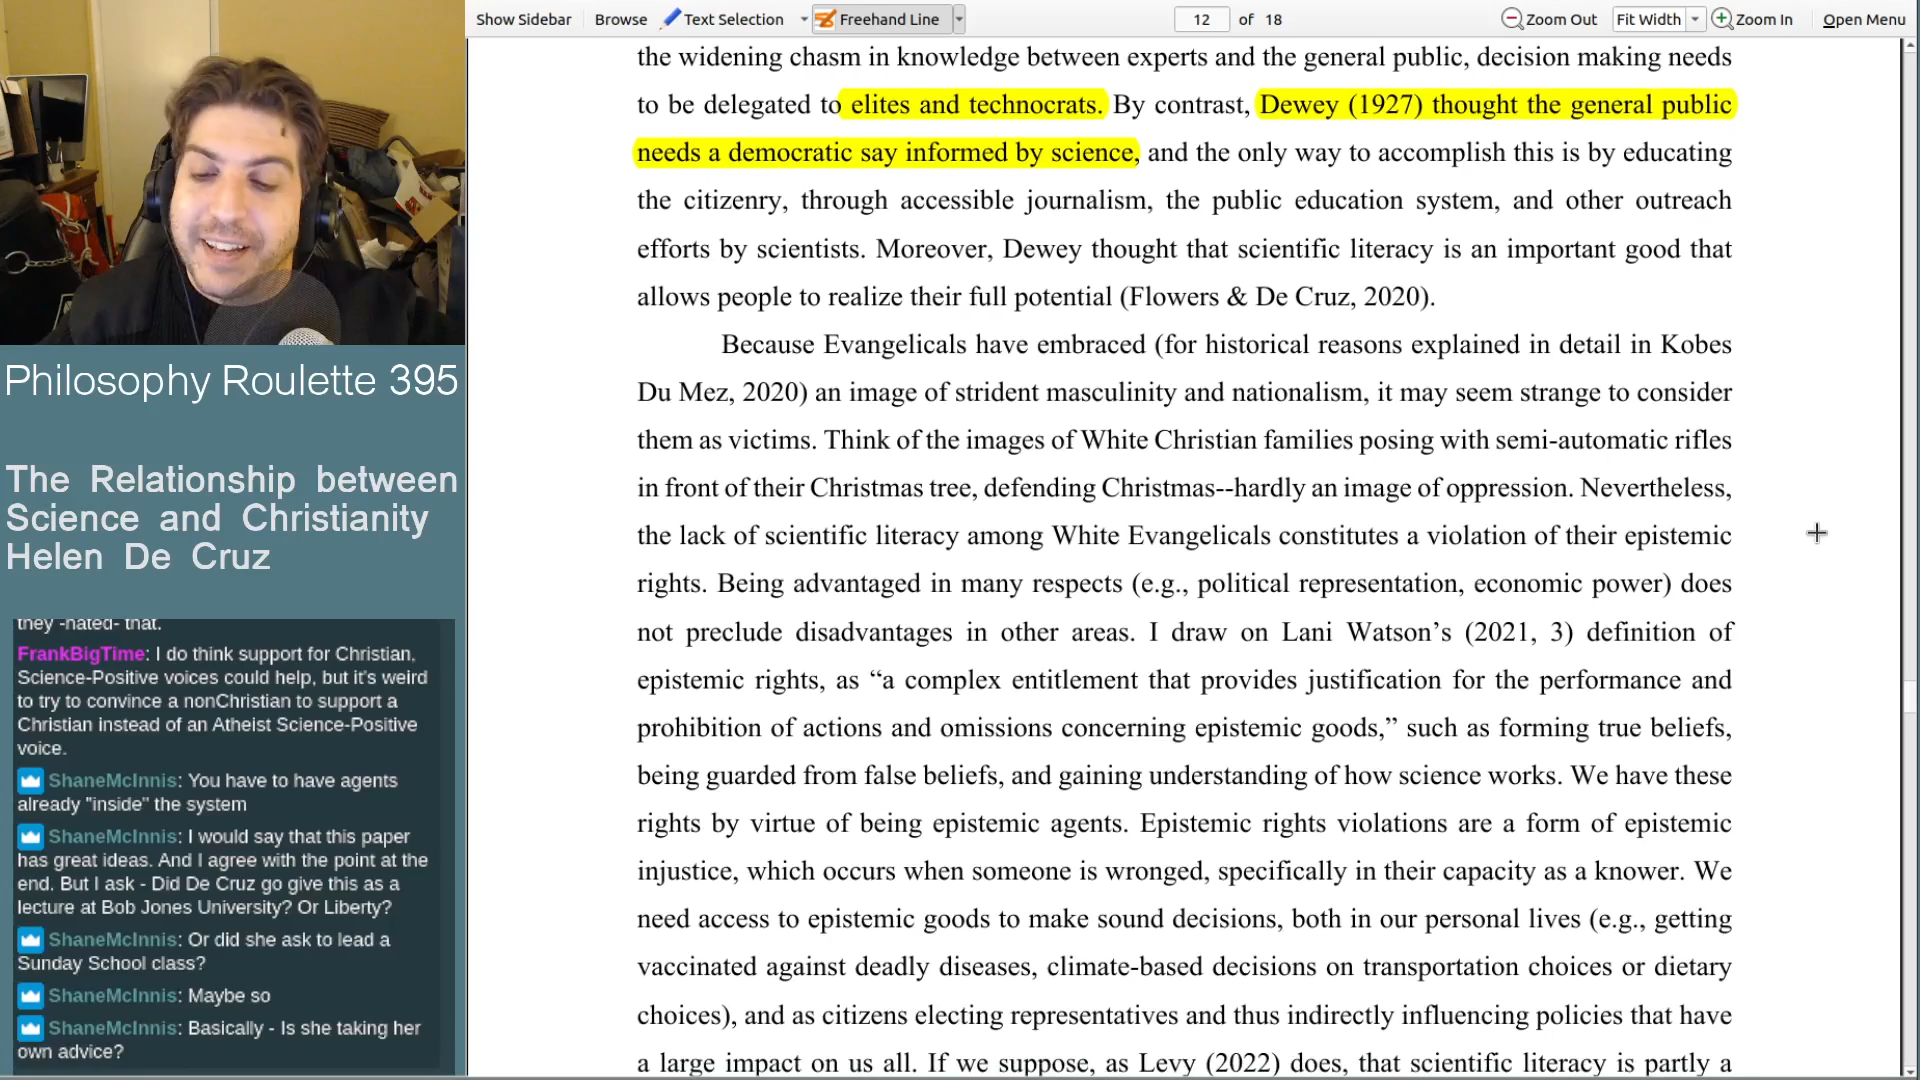 Show Sidebar Browse Text Selection Freehand Line 12 of 18 Zoom Out Fit Width Zoom In Open Menu
the widening chasm in knowledge between experts and the general public, decision making needs
to be delegated to elites and technocrats. By contrast, Dewey (1927) thought the general public
needs a democratic say informed by science, and the only way to accomplish this is by educating
the citizenry, through accessible journalism, the public education system, and other outreach
efforts by scientists. Moreover, Dewey thought that scientific literacy is an important good that
allows people to realize their full potential (Flowers & De Cruz, 2020).
Because Evangelicals have embraced (for historical reasons explained in detail in Kobes
Du Mez, 2020) an image of strident masculinity and nationalism, it may seem strange to consider
them as victims. Think of the images of White Christian families posing with semi-automatic rifles
in front of their Christmas tree, defending Christmas--hardly an image of oppression. Nevertheless,
the lack of scientific literacy among White Evangelicals constitutes a violation of their epistemic
rights. Being advantaged in many respects (e.g., political representation, economic power) does
not preclude disadvantages in other areas. I draw on Lani Watson’s (2021, 3) definition of
epistemic rights, as “a complex entitlement that provides justification for the performance and
prohibition of actions and omissions concerning epistemic goods,” such as forming true beliefs,
being guarded from false beliefs, and gaining understanding of how science works. We have these
rights by virtue of being epistemic agents. Epistemic rights violations are a form of epistemic
injustice, which occurs when someone is wronged, specifically in their capacity as a knower. We
need access to epistemic goods to make sound decisions, both in our personal lives (e.g., getting
vaccinated against deadly diseases, climate-based decisions on transportation choices or dietary
choices), and as citizens electing representatives and thus indirectly influencing policies that have
a large impact on us all. If we suppose, as Levy (2022) does, that scientific literacy is partly a
Philosophy Roulette 395
The Relationship between
Science and Christianity
Helen De Cruz
they -hated- that.
FrankBigTime: I do think support for Christian,
Science-Positive voices could help, but it's weird
to try to convince a nonChristian to support a
Christian instead of an Atheist Science-Positive
voice.
ShaneMcInnis: You have to have agents
already "inside" the system
ShaneMcInnis: I would say that this paper
has great ideas. And I agree with the point at the
end. But I ask - Did De Cruz go give this as a
lecture at Bob Jones University? Or Liberty?
ShaneMcInnis: Or did she ask to lead a
Sunday School class?
ShaneMcInnis: Maybe so
ShaneMcInnis: Basically - Is she taking her
own advice?